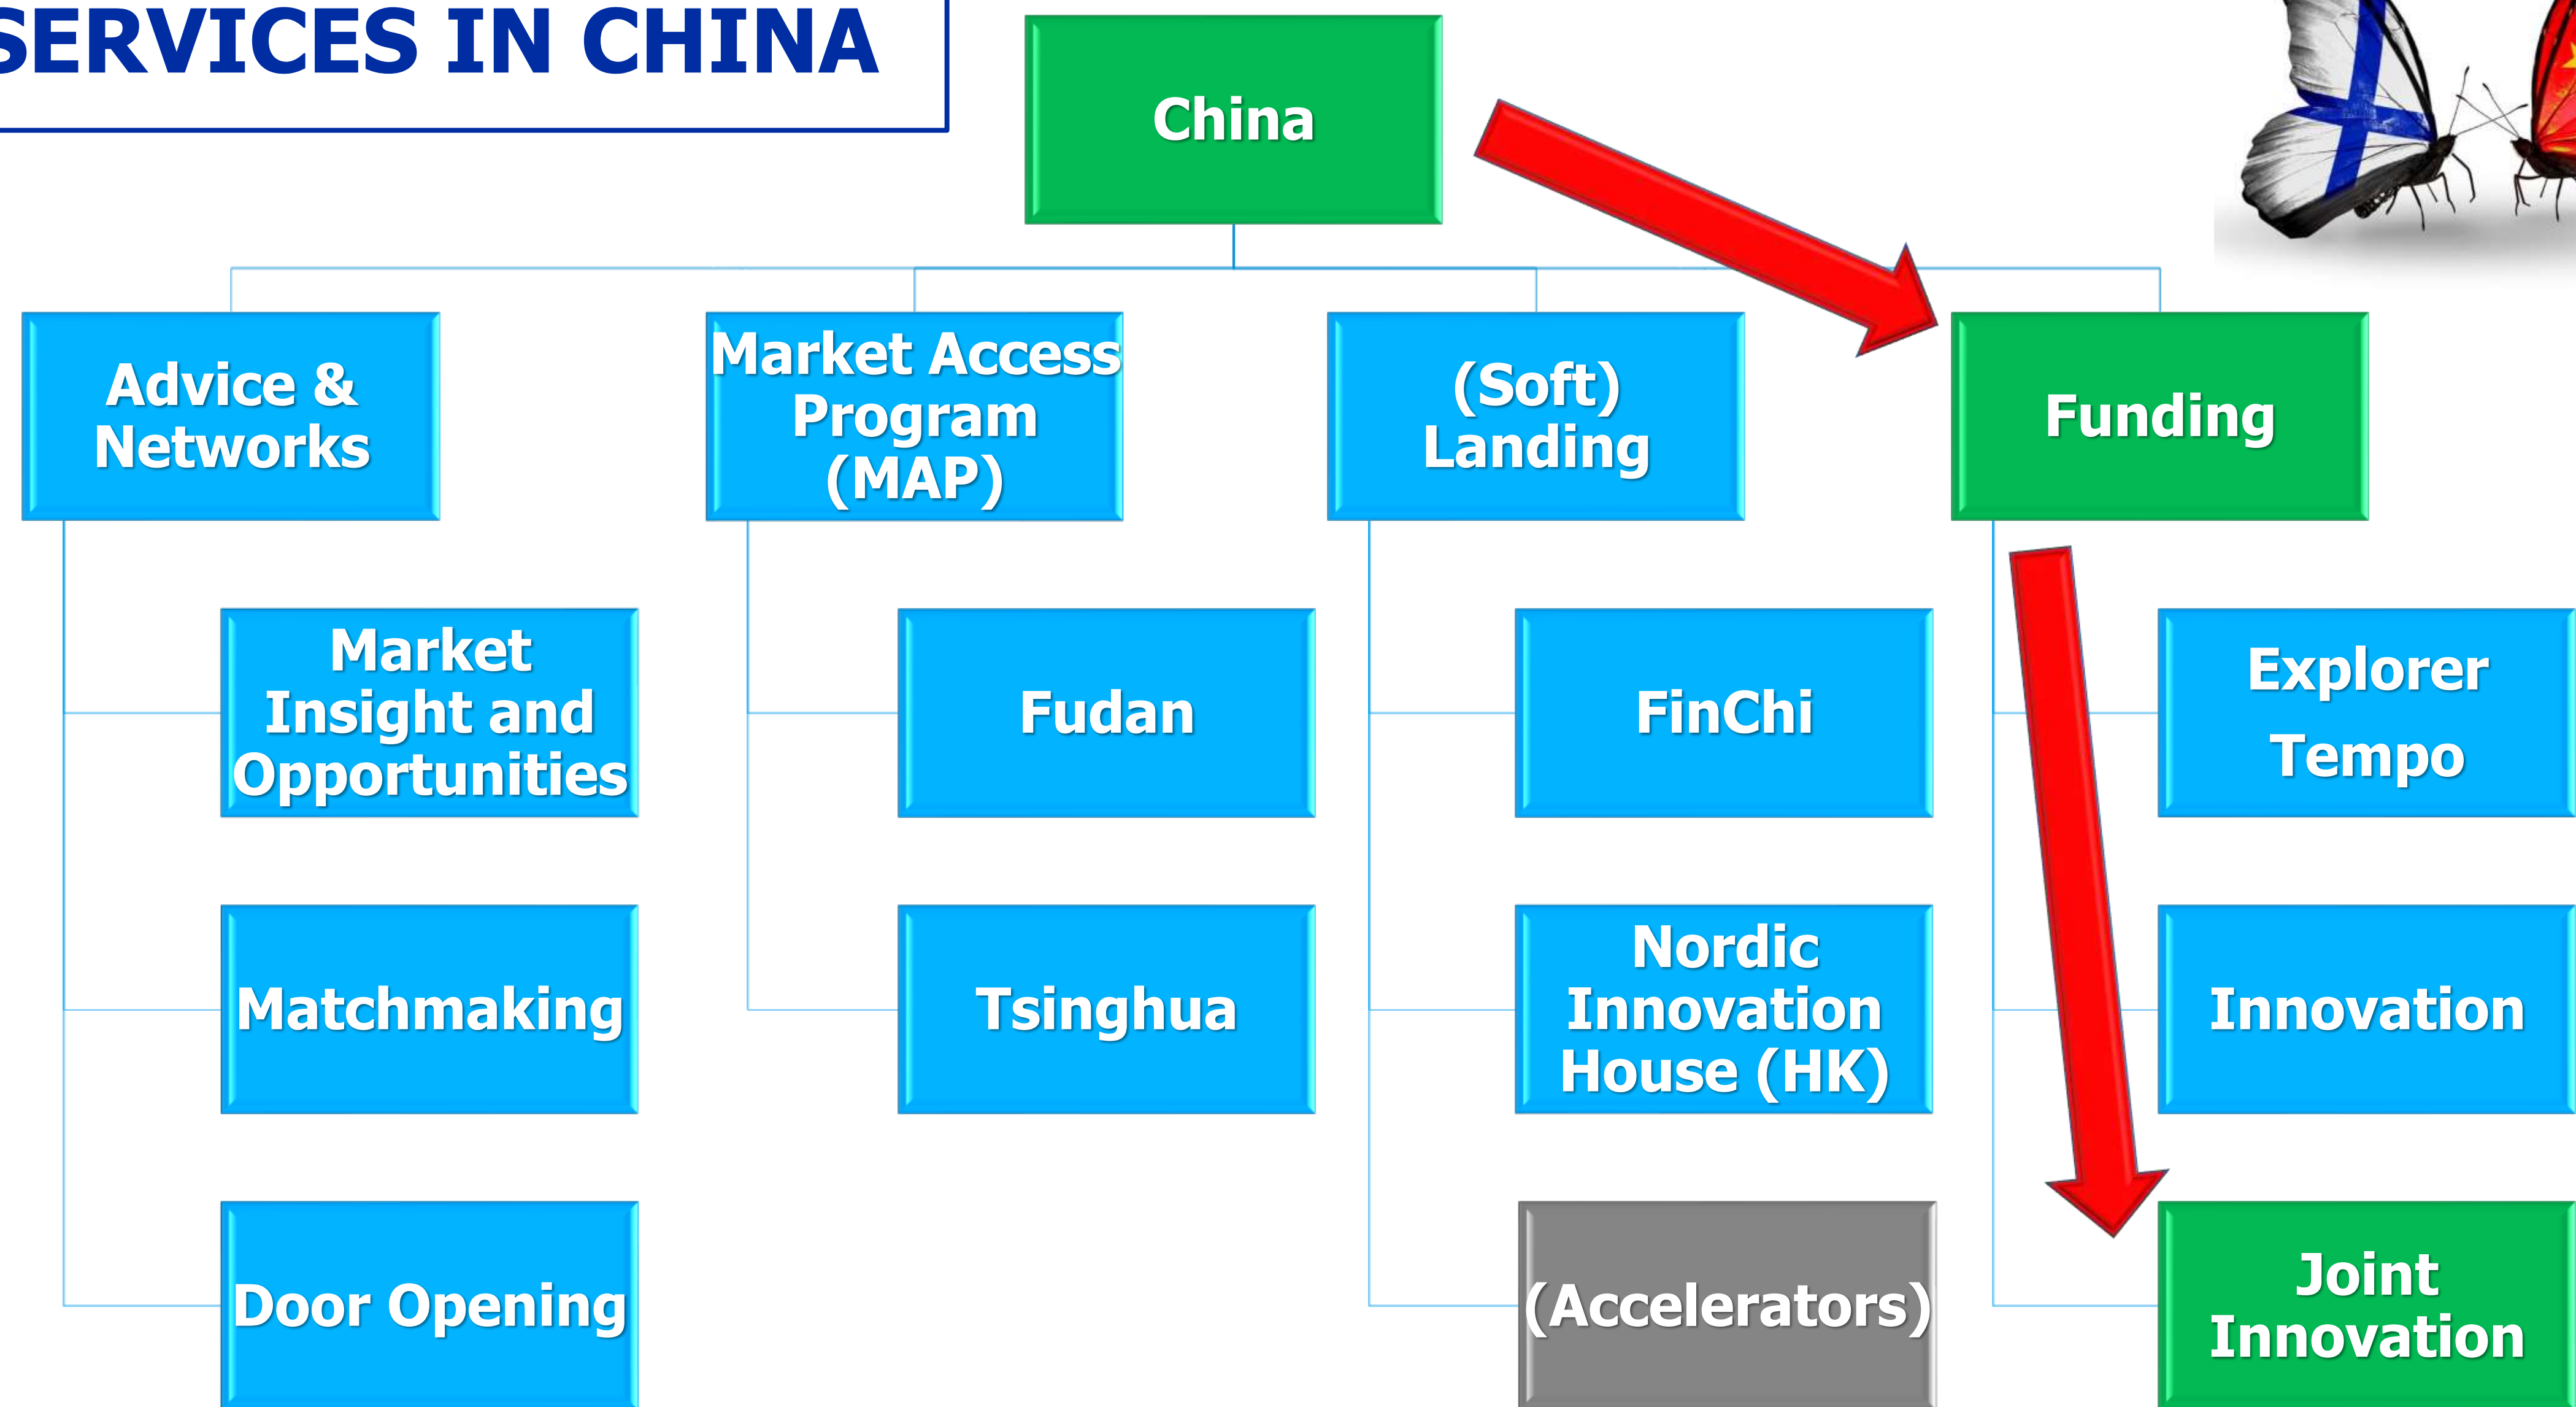 SERVICES IN CHINA
China
Advice &
Networks
Market Access
Program
(MAP)
(Soft)
Landing
Funding
Market
Insight and
Opportunities
Fudan
FinChi
Explorer
Tempo
Matchmaking
Tsinghua
Nordic
Innovation
House (HK)
Innovation
Door Opening
(Accelerators)
Joint
Innovation